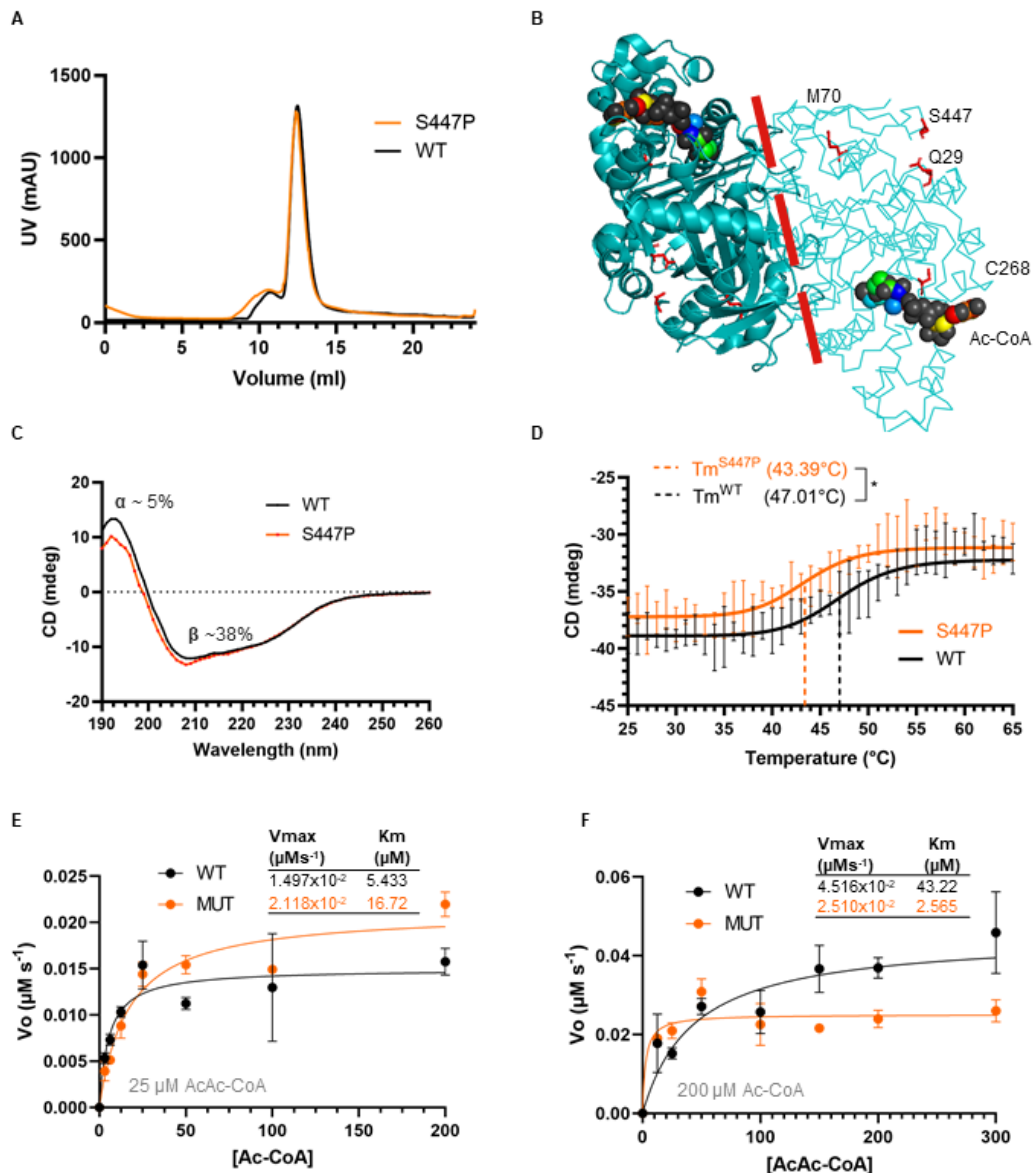 A
1500
1000
500
0
UV (mAU)
S447P
WT
0 5 10 15 20
Volume (ml)
B
M70
S447
Q29
C268
Ac-CoA
C
20
10
0
-10
-20
CD (mdeg)
α ~ 5%
β ~38%
WT
S447P
190 200 210 220 230 240 250 260
Wavelength (nm)
D
Tm^S447P (43.39°C)
Tm^WT (47.01°C)
*
-25
-30
-35
-40
-45
CD (mdeg)
S447P
WT
25 30 35 40 45 50 55 60 65
Temperature (°C)
E
Vmax Km
(µMs⁻¹) (µM)
1.497x10⁻² 5.433
2.118x10⁻² 16.72
WT
MUT
0.025
0.020
0.015
0.010
0.005
0.000
Vo (µM s⁻¹)
25 µM AcAc-CoA
0 50 100 150 200
[Ac-CoA]
F
Vmax Km
(µMs⁻¹) (µM)
4.516x10⁻² 43.22
2.510x10⁻² 2.565
WT
MUT
0.06
0.04
0.02
0.00
Vo (µM s⁻¹)
200 µM Ac-CoA
0 100 200 300
[AcAc-CoA]